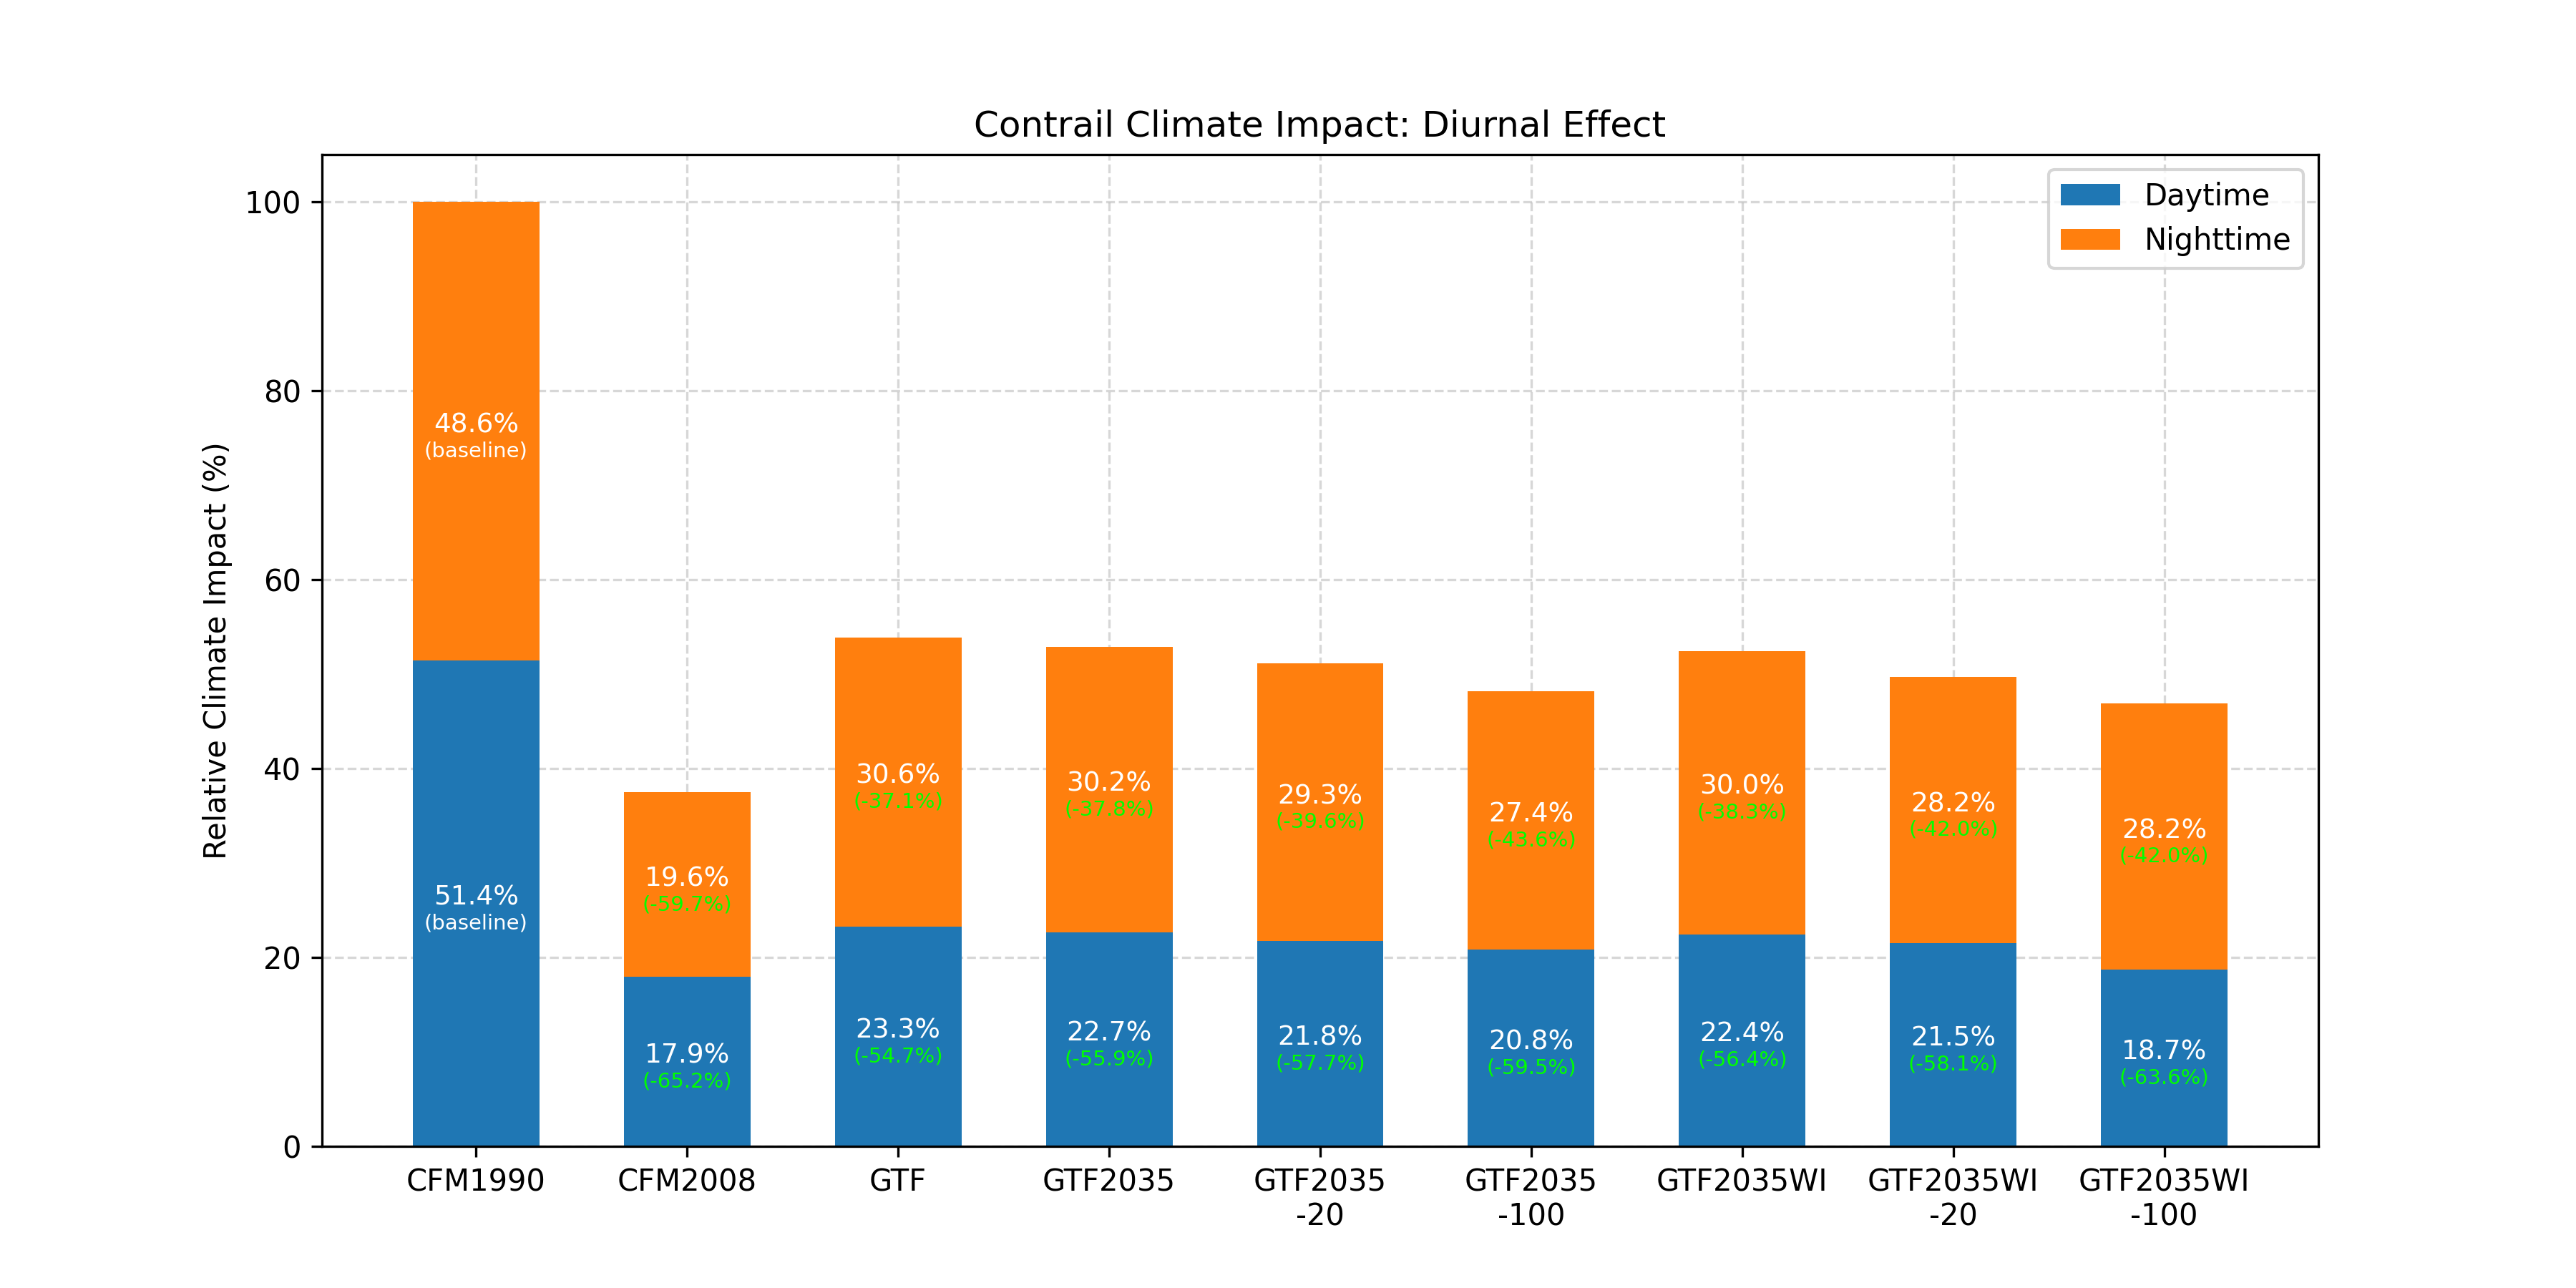 Contrail Climate Impact: Diurnal Effect
Relative Climate Impact (%)
100
80
60
40
20
0
Daytime
Nighttime
48.6%
(baseline)
51.4%
(baseline)
19.6%
(-59.7%)
17.9%
(-65.2%)
30.6%
(-37.1%)
23.3%
(-54.7%)
30.2%
(-37.8%)
22.7%
(-55.9%)
29.3%
(-39.6%)
21.8%
(-57.7%)
27.4%
(-43.6%)
20.8%
(-59.5%)
30.0%
(-38.3%)
22.4%
(-56.4%)
28.2%
(-42.0%)
21.5%
(-58.1%)
28.2%
(-42.0%)
18.7%
(-63.6%)
CFM1990
CFM2008
GTF
GTF2035
GTF2035
-20
GTF2035
-100
GTF2035WI
GTF2035WI
-20
GTF2035WI
-100